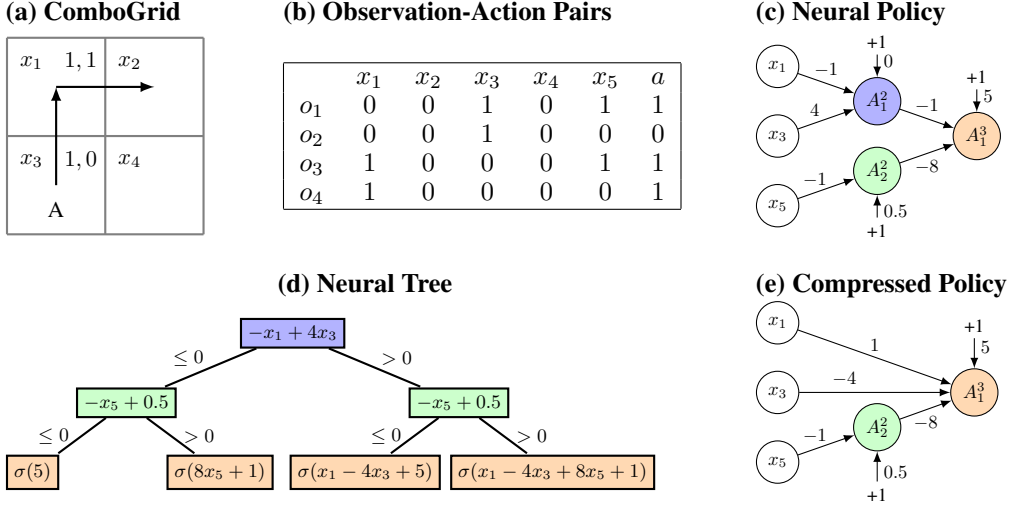 (a) ComboGrid
x₁ 1, 1 x₂
x₃ 1, 0 x₄
A
(b) Observation-Action Pairs
x₁ x₂ x₃ x₄ x₅ a
o₁ 0 0 1 0 1 1
o₂ 0 0 1 0 0 0
o₃ 1 0 0 0 1 1
o₄ 1 0 0 0 0 1
(c) Neural Policy
+1
0
x₁ −1
A₁²
x₃ 4
−1
+1
5
A₁³
A₂²
−8
x₅ −1
0.5
+1
(d) Neural Tree
−x₁ + 4x₃
≤ 0 > 0
−x₅ + 0.5 −x₅ + 0.5
≤ 0 > 0 ≤ 0 > 0
σ(5) σ(8x₅ + 1) σ(x₁ − 4x₃ + 5) σ(x₁ − 4x₃ + 8x₅ + 1)
(e) Compressed Policy
x₁ 1
+1
5
x₃ −4
A₁³
A₂²
−8
x₅ −1
0.5
+1